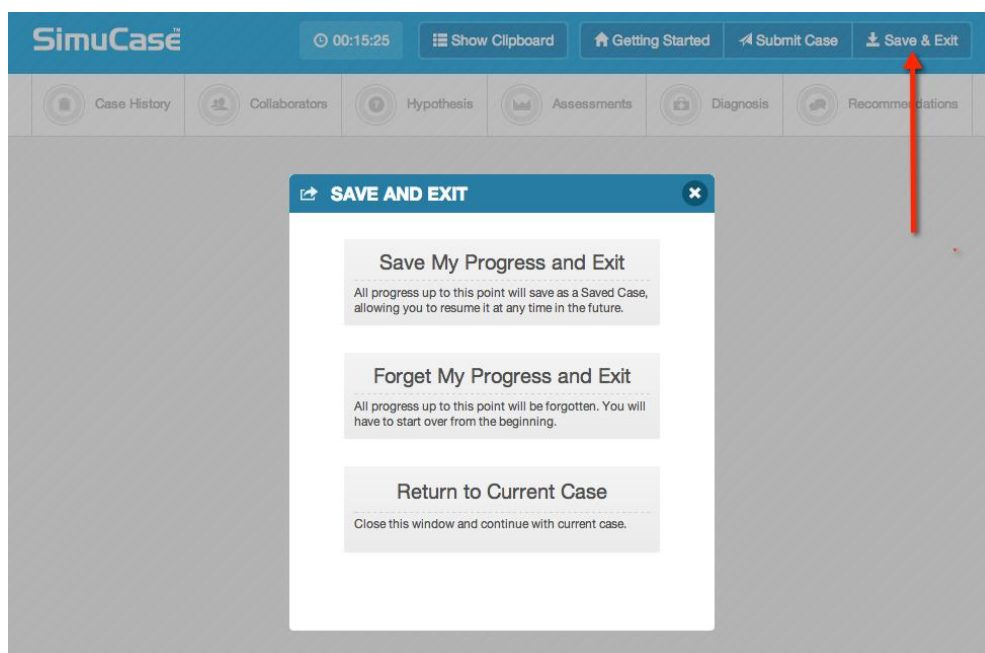 SimuCase™
00:15:25
Show Clipboard
Getting Started
Submit Case
Save & Exit
Case History
Collaborators
Hypothesis
Assessments
Diagnosis
Recommendations
SAVE AND EXIT
Save My Progress and Exit
All progress up to this point will save as a Saved Case,
allowing you to resume it at any time in the future.
Forget My Progress and Exit
All progress up to this point will be forgotten. You will
have to start over from the beginning.
Return to Current Case
Close this window and continue with current case.